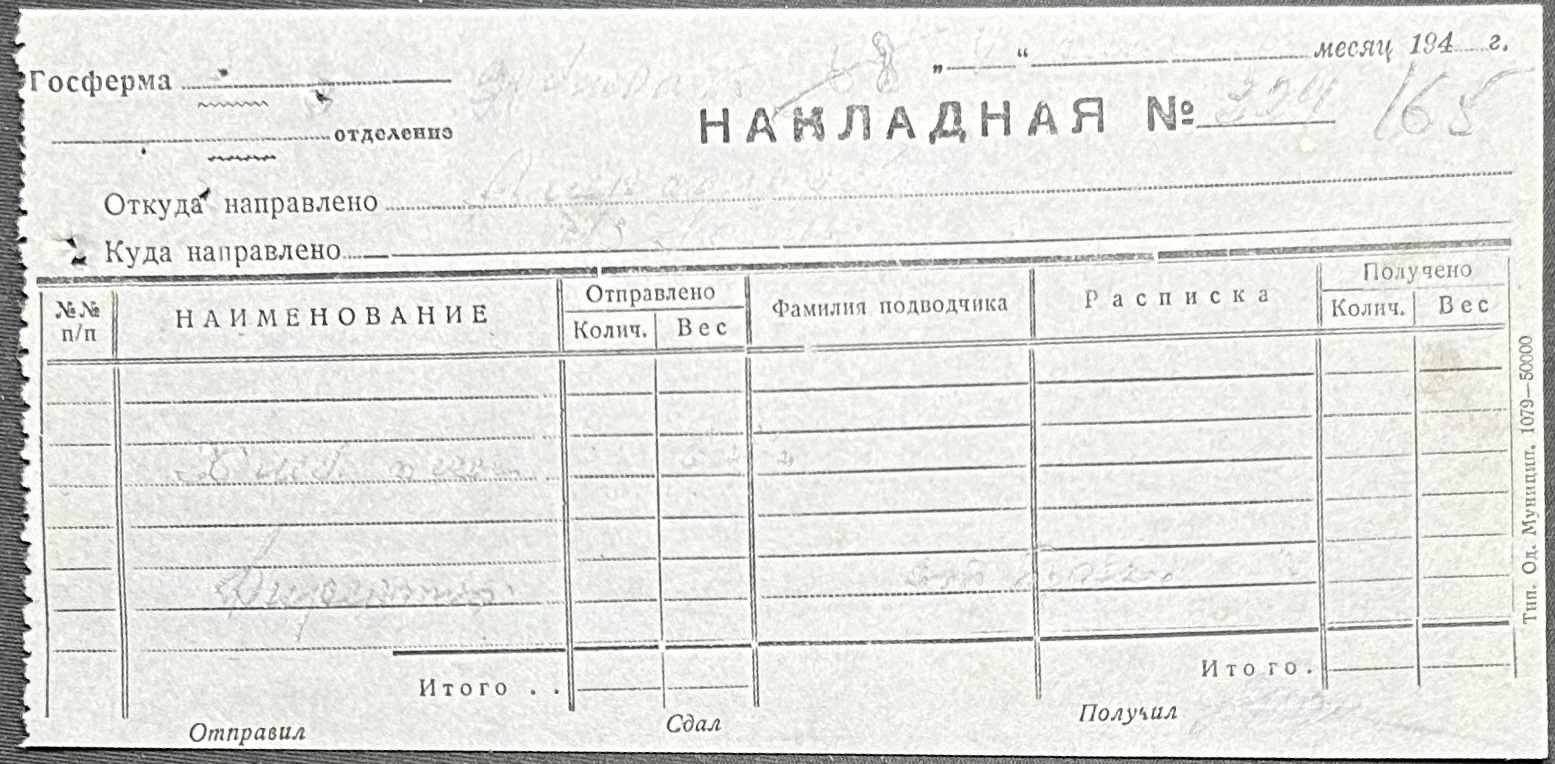 „ “ месяц 194 г.
Госферма
НАКЛАДНАЯ № 165
отделение
Откуда направлено
Куда направлено
№№ п/п НАИМЕНОВАНИЕ Отправлено Фамилия подводчика Расписка Получено
Колич. Вес Колич. Вес
Итого . . Итого.
Отправил Сдал Получил
Тип. Од. Муницип. 1079—50000